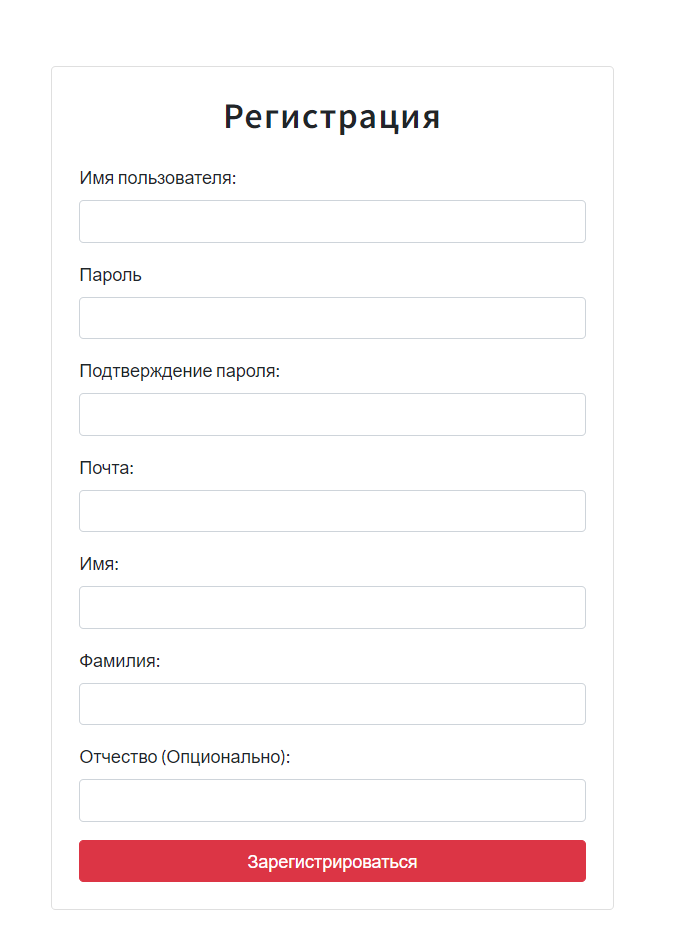 Регистрация
Имя пользователя:
Пароль
Подтверждение пароля:
Почта:
Имя:
Фамилия:
Отчество (Опционально):
Зарегистрироваться